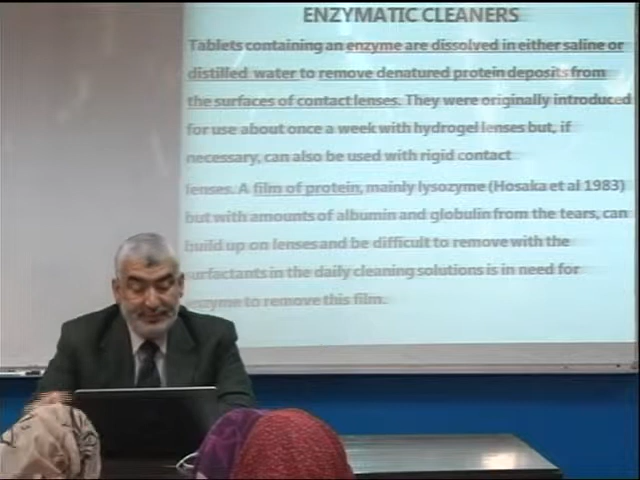 ENZYMATIC CLEANERS
Tablets containing an enzyme are dissolved in either saline or
distilled water to remove denatured protein deposits from
the surfaces of contact lenses. They were originally introduced
for use about once a week with hydrogel lenses but, if
necessary, can also be used with rigid contact
lenses. A film of protein, mainly lysozyme (Hosaka et al 1983)
but with amounts of albumin and globulin from the tears, can
build up on lenses and be difficult to remove with the
surfactants in the daily cleaning solutions is in need for
enzyme to remove this film.